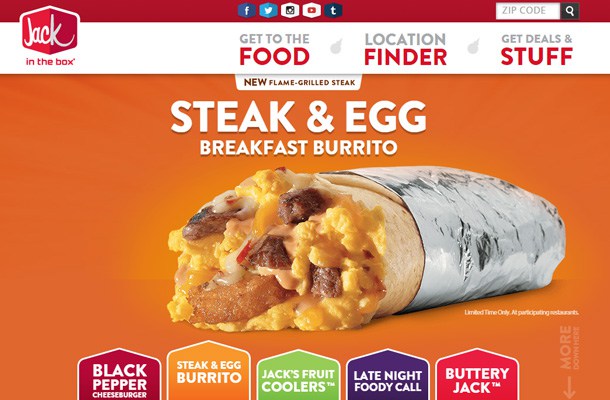 Jack
in the box®
ZIP CODE
GET TO THE
FOOD
LOCATION
FINDER
GET DEALS &
STUFF
NEW FLAME-GRILLED STEAK
STEAK & EGG
BREAKFAST BURRITO
Limited Time Only. At participating restaurants.
MORE
DOWN HERE
BLACK
PEPPER
CHEESEBURGER
STEAK & EGG
BURRITO
JACK'S FRUIT
COOLERS™
LATE NIGHT
FOODY CALL
BUTTERY
JACK™